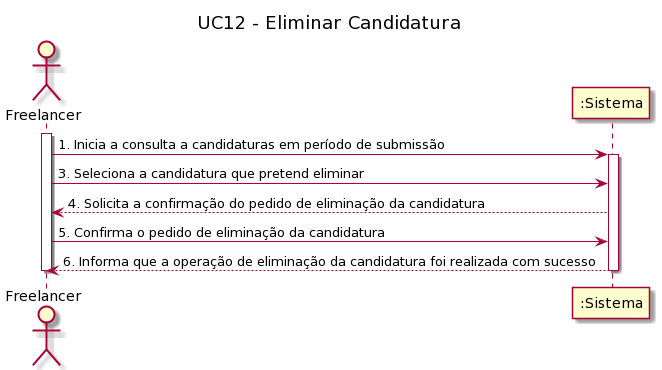 UC12 - Eliminar Candidatura
Freelancer
:Sistema
1. Inicia a consulta a candidaturas em período de submissão
3. Seleciona a candidatura que pretend eliminar
4. Solicita a confirmação do pedido de eliminação da candidatura
5. Confirma o pedido de eliminação da candidatura
6. Informa que a operação de eliminação da candidatura foi realizada com sucesso
Freelancer
:Sistema